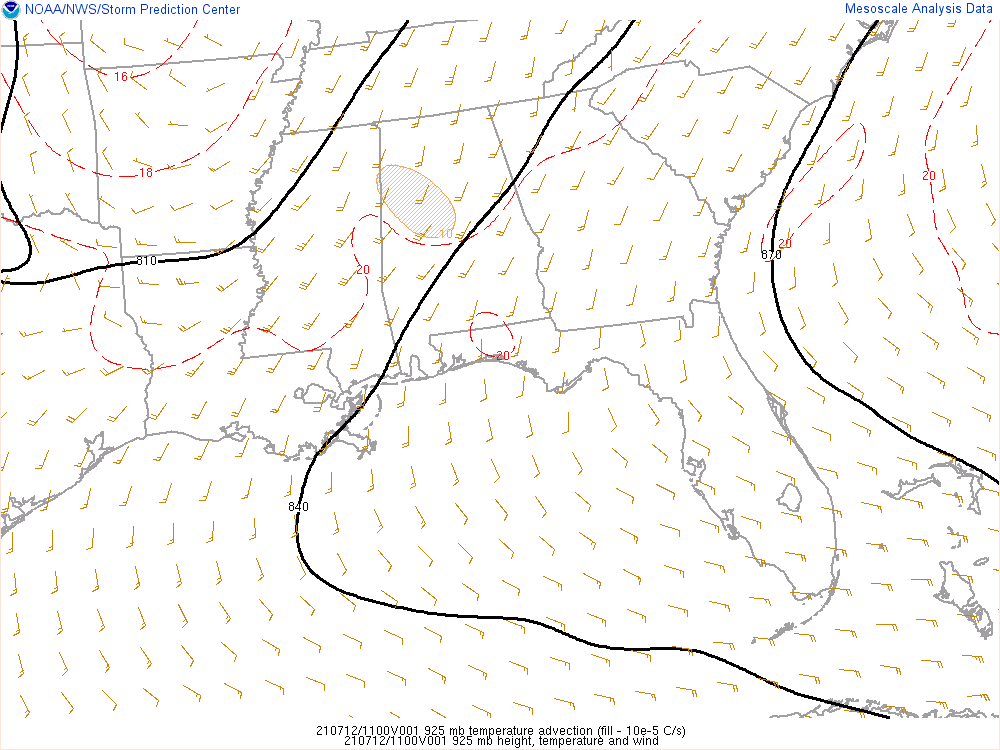 NOAA/NWS/Storm Prediction Center
Mesoscale Analysis Data
16
18
20
10
20
810
20
870
20
840
210712/1100V001 925 mb temperature advection (fill - 10e-5 C/s)
210712/1100V001 925 mb height, temperature and wind